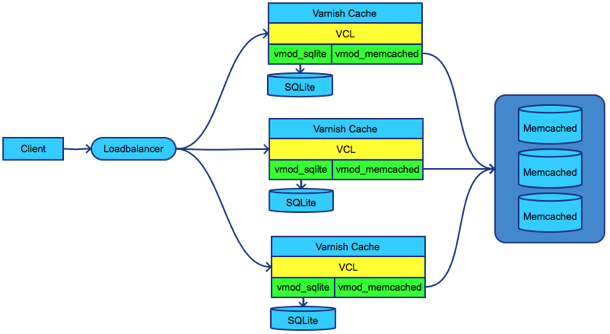 Client
Loadbalancer
Varnish Cache
VCL
vmod_sqlite vmod_memcached
SQLite
Varnish Cache
VCL
vmod_sqlite vmod_memcached
SQLite
Varnish Cache
VCL
vmod_sqlite vmod_memcached
SQLite
Memcached
Memcached
Memcached